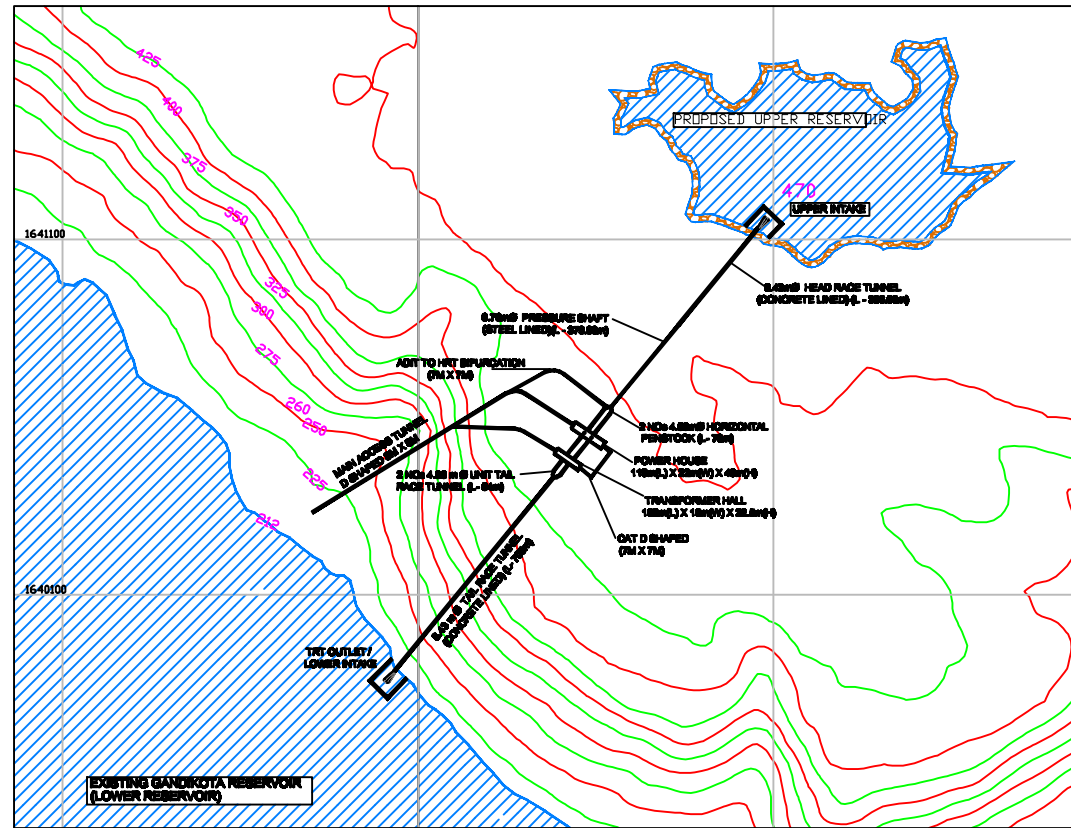 425
400
375
350
325
300
275
260
250
225
212
PROPOSED UPPER RESERVOIR
470
UPPER INTAKE
1641100
HEAD RACE TUNNEL
(CONCRETE LINED)
PRESSURE SHAFT
(STEEL LINED)
ADIT TO HRT BIFURCATION
(7M X 7M)
MAIN ACCESS TUNNEL
D SHAPED 8M X 8M
HORIZONTAL
PENSTOCK
POWER HOUSE
UNIT TAIL
RACE TUNNEL
TRANSFORMER HALL
CAT D SHAPED
(7M X 7M)
TAIL RACE TUNNEL
(CONCRETE LINED)
1640100
TRT OUTLET /
LOWER INTAKE
EXISTING GANDIKOTA RESERVOIR
(LOWER RESERVOIR)